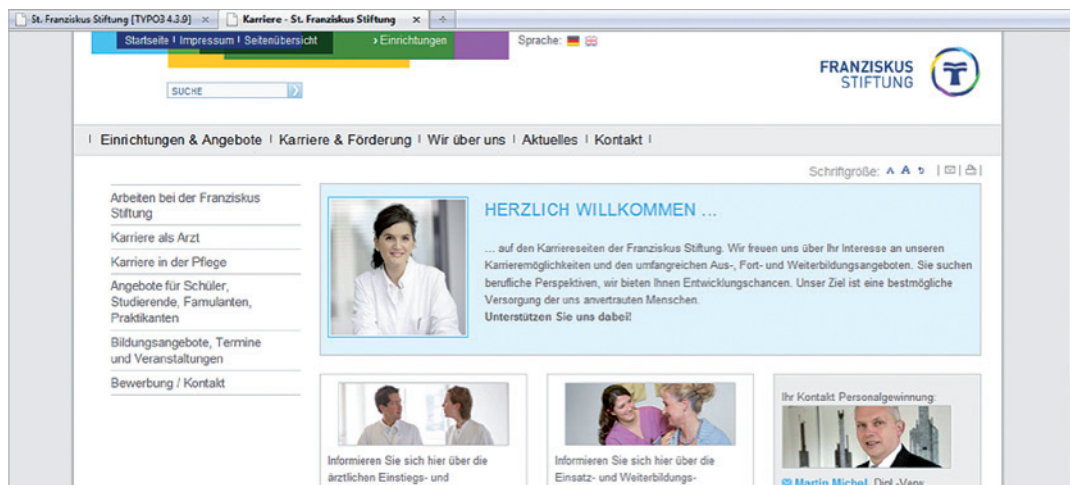 St. Franziskus Stiftung [TYPO3 4.3.9] × Karriere - St. Franziskus Stiftung × +
Startseite | Impressum | Seitenübersicht › Einrichtungen Sprache:
FRANZISKUS
STIFTUNG
SUCHE
| Einrichtungen & Angebote | Karriere & Förderung | Wir über uns | Aktuelles | Kontakt |
Schriftgröße: A A
Arbeiten bei der Franziskus
Stiftung
Karriere als Arzt
Karriere in der Pflege
Angebote für Schüler,
Studierende, Famulanten,
Praktikanten
Bildungsangebote, Termine
und Veranstaltungen
Bewerbung / Kontakt
HERZLICH WILLKOMMEN ...
... auf den Karriereseiten der Franziskus Stiftung. Wir freuen uns über Ihr Interesse an unseren
Karrieremöglichkeiten und den umfangreichen Aus-, Fort- und Weiterbildungsangeboten. Sie suchen
berufliche Perspektiven, wir bieten Ihnen Entwicklungschancen. Unser Ziel ist eine bestmögliche
Versorgung der uns anvertrauten Menschen.
Unterstützen Sie uns dabei!
Informieren Sie sich hier über die
ärztlichen Einstiegs- und
Informieren Sie sich hier über die
Einsatz- und Weiterbildungs-
Ihr Kontakt Personalgewinnung:
Martin Michel, Dipl.-Verw.